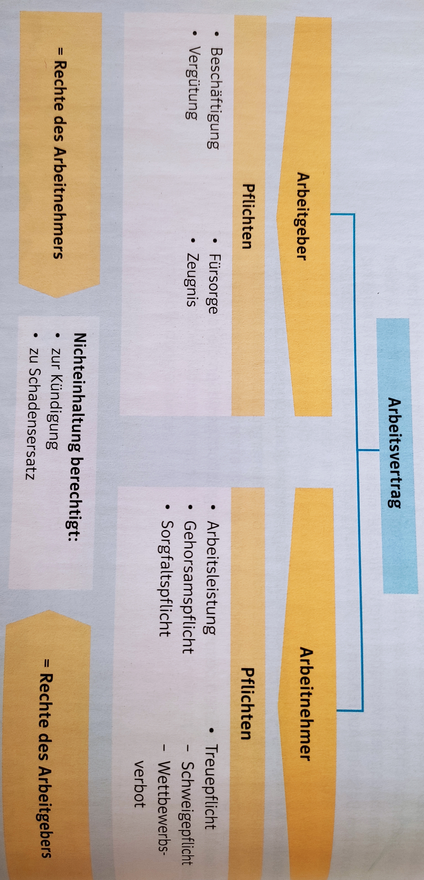 Arbeitsvertrag
Arbeitgeber
Pflichten
• Beschäftigung
• Vergütung
• Fürsorge
• Zeugnis
Arbeitnehmer
Pflichten
• Arbeitsleistung
• Gehorsamspflicht
• Sorgfaltspflicht
• Treuepflicht
– Schweigepflicht
– Wettbewerbs-
verbot
= Rechte des Arbeitnehmers
Nichteinhaltung berechtigt:
• zur Kündigung
• zu Schadensersatz
= Rechte des Arbeitgebers